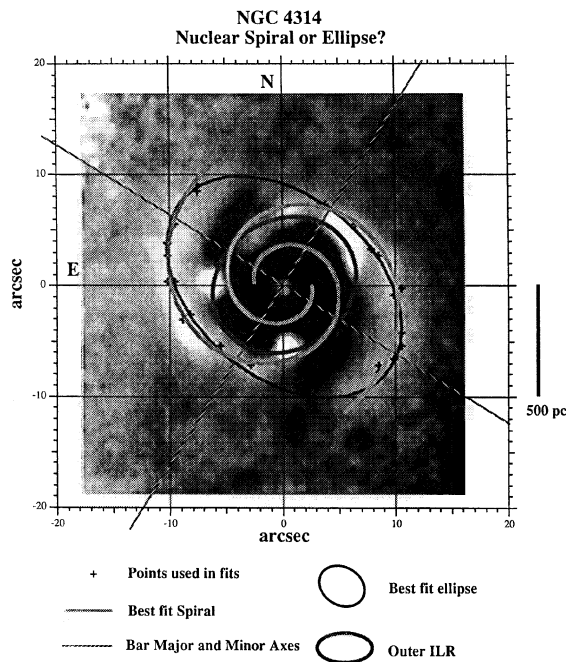 NGC 4314
Nuclear Spiral or Ellipse?
20
N
10
E
0
arcsec
-10
500 pc
-20
-20
-10
0
10
20
arcsec
+ Points used in fits
Best fit ellipse
Best fit Spiral
Bar Major and Minor Axes
Outer ILR